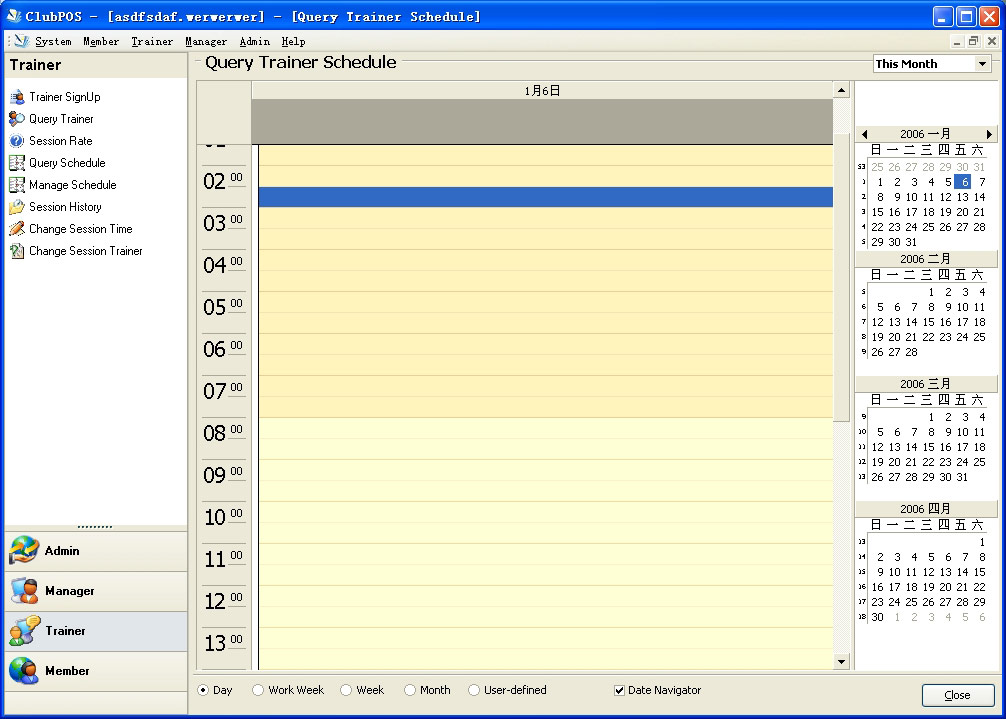 ClubPOS - [asdfsdaf.werwerwer] - [Query Trainer Schedule]
System Member Trainer Manager Admin Help
Trainer
Trainer SignUp
Query Trainer
Session Rate
Query Schedule
Manage Schedule
Session History
Change Session Time
Change Session Trainer
Admin
Manager
Trainer
Member
Query Trainer Schedule
This Month
1月6日
02 00
03 00
04 00
05 00
06 00
07 00
08 00
09 00
10 00
11 00
12 00
13 00
2006 一月
日 一 二 三 四 五 六
53 25 26 27 28 29 30 31
1 1 2 3 4 5 6 7
2 8 9 10 11 12 13 14
3 15 16 17 18 19 20 21
4 22 23 24 25 26 27 28
5 29 30 31
2006 二月
日 一 二 三 四 五 六
5 1 2 3 4
6 5 6 7 8 9 10 11
7 12 13 14 15 16 17 18
8 19 20 21 22 23 24 25
9 26 27 28
2006 三月
日 一 二 三 四 五 六
9 1 2 3 4
10 5 6 7 8 9 10 11
11 12 13 14 15 16 17 18
12 19 20 21 22 23 24 25
13 26 27 28 29 30 31
2006 四月
日 一 二 三 四 五 六
13 1
14 2 3 4 5 6 7 8
15 9 10 11 12 13 14 15
16 16 17 18 19 20 21 22
17 23 24 25 26 27 28 29
18 30 1 2 3 4 5 6
Day Work Week Week Month User-defined Date Navigator
Close